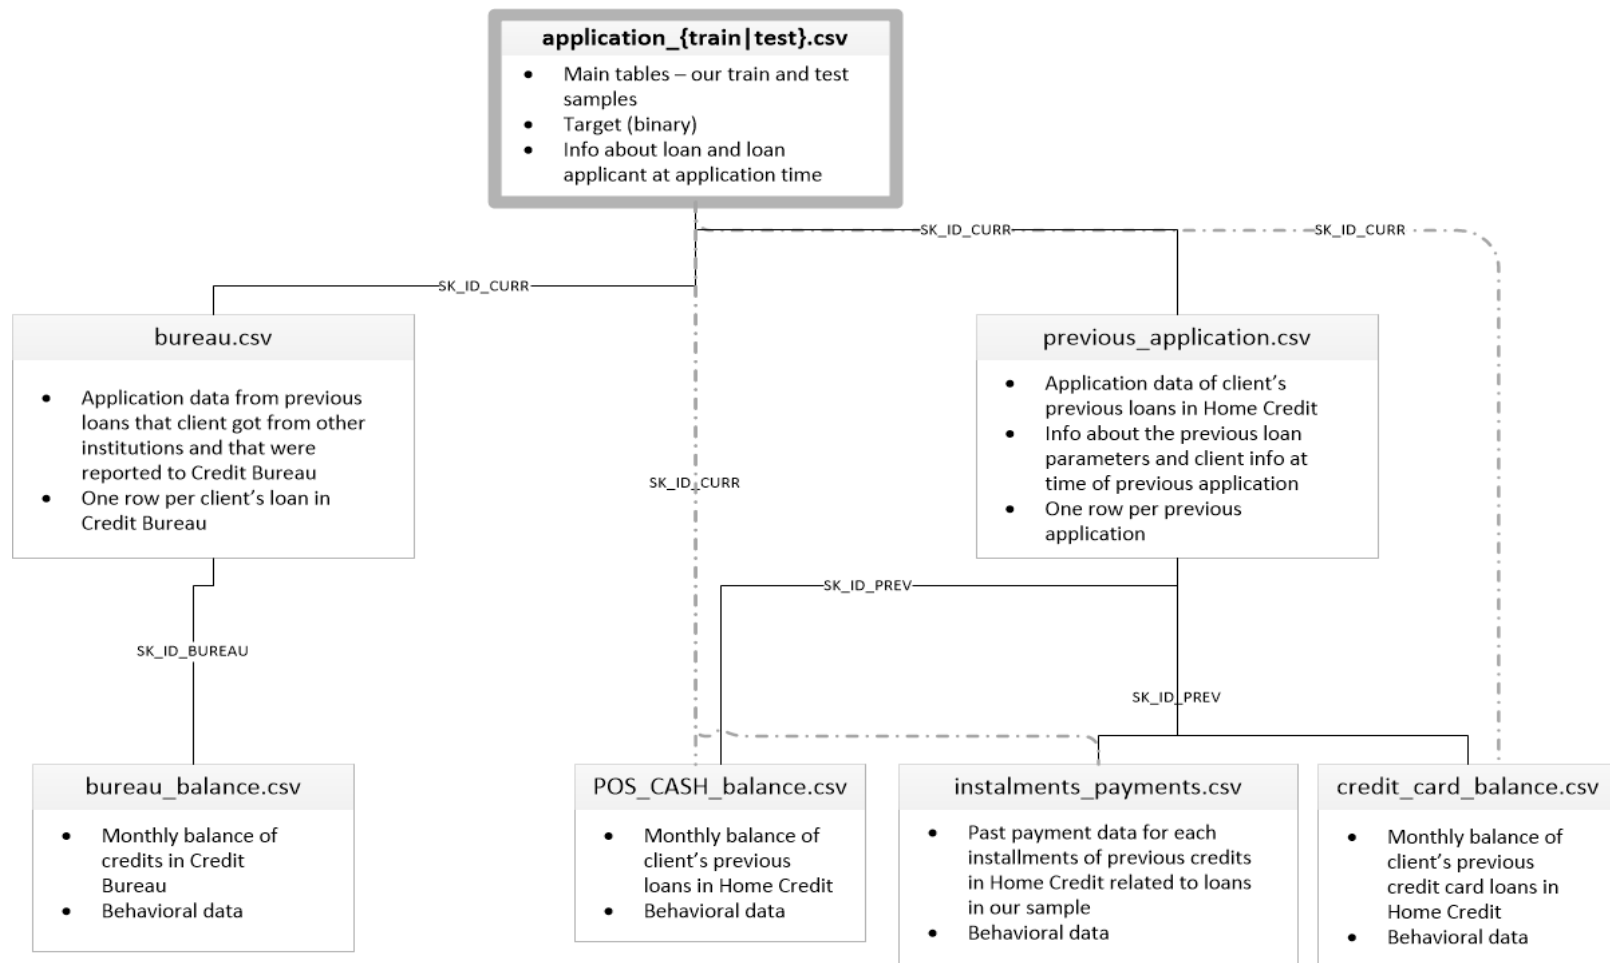 application_{train|test}.csv
• Main tables – our train and test
samples
• Target (binary)
• Info about loan and loan
applicant at application time
SK_ID_CURR
SK_ID_CURR
SK_ID_CURR
bureau.csv
• Application data from previous
loans that client got from other
institutions and that were
reported to Credit Bureau
• One row per client's loan in
Credit Bureau
previous_application.csv
• Application data of client's
previous loans in Home Credit
• Info about the previous loan
parameters and client info at
time of previous application
• One row per previous
application
SK_ID_CURR
SK_ID_PREV
SK_ID_BUREAU
SK_ID_PREV
bureau_balance.csv
• Monthly balance of
credits in Credit
Bureau
• Behavioral data
POS_CASH_balance.csv
• Monthly balance of
client's previous
loans in Home Credit
• Behavioral data
instalments_payments.csv
• Past payment data for each
installments of previous credits
in Home Credit related to loans
in our sample
• Behavioral data
credit_card_balance.csv
• Monthly balance of
client's previous
credit card loans in
Home Credit
• Behavioral data